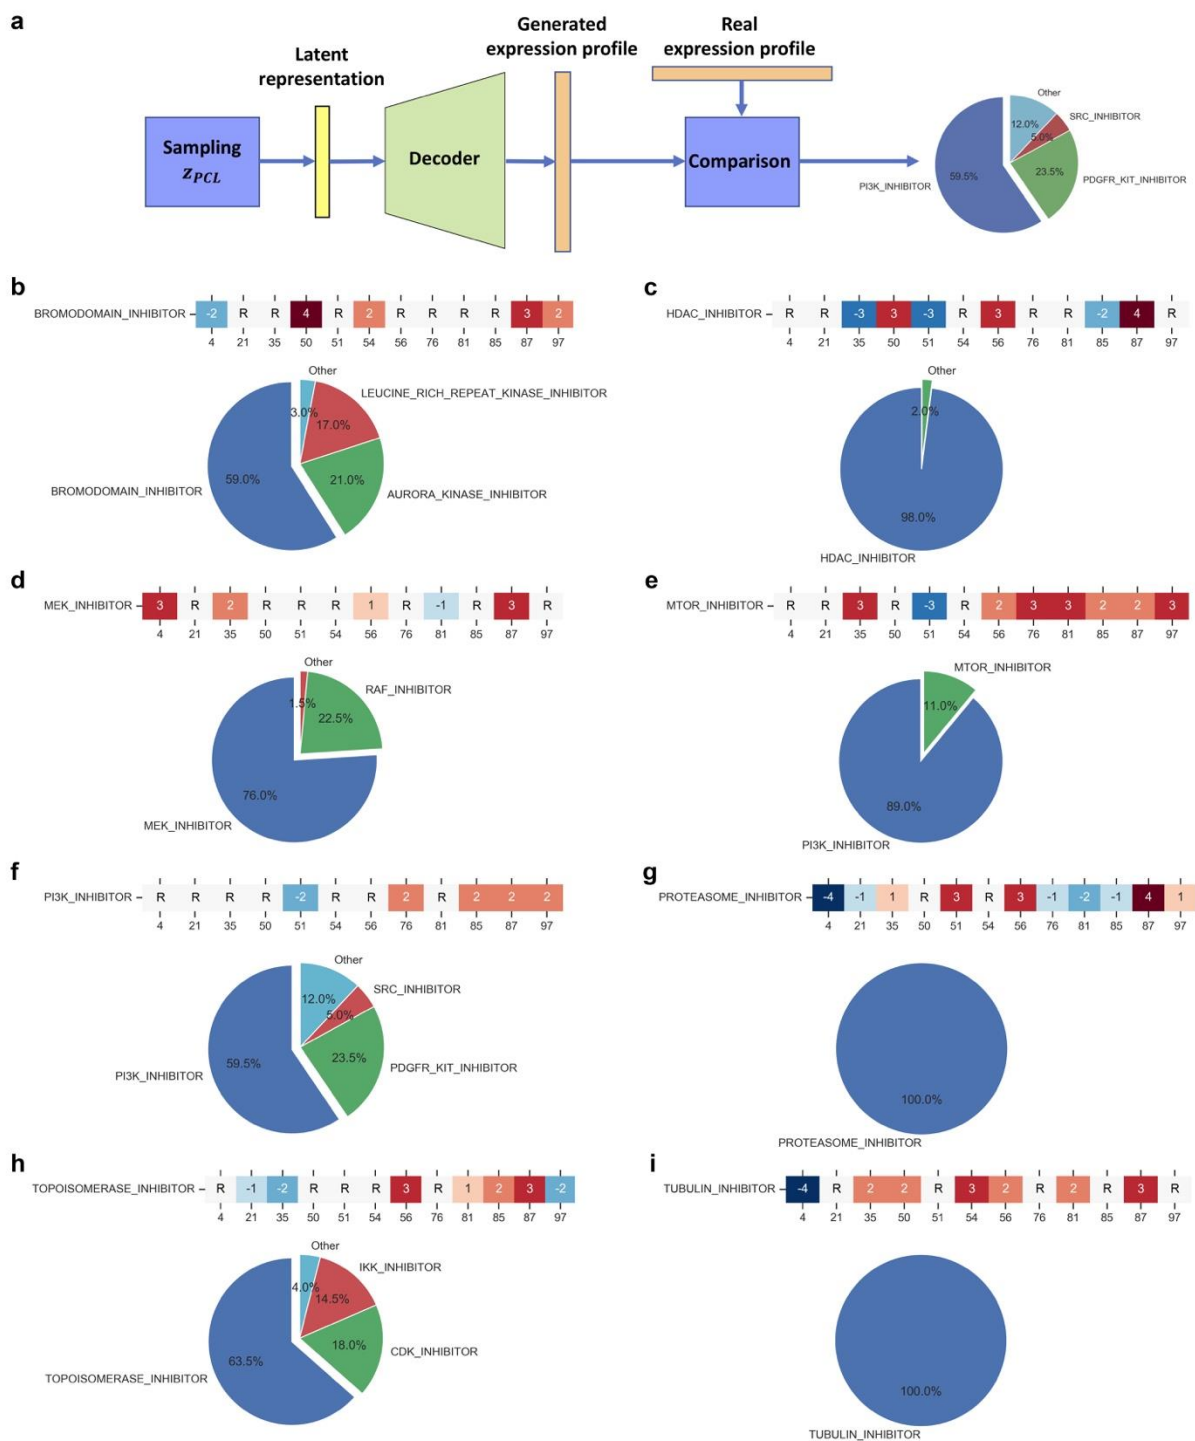 a
Generated
expression profile
Real
expression profile
Latent
representation
Sampling
z_PCL
Decoder
Comparison
Other
12.0%
SRC_INHIBITOR
5.0%
23.5%
PDGFR_KIT_INHIBITOR
59.5%
PI3K_INHIBITOR
b
BROMODOMAIN_INHIBITOR -2 R R 4 R 2 R R R R 3 2
4 21 35 50 51 54 56 76 81 85 87 97
Other
LEUCINE_RICH_REPEAT_KINASE_INHIBITOR
3.0%
17.0%
59.0%
21.0%
BROMODOMAIN_INHIBITOR
AURORA_KINASE_INHIBITOR
c
HDAC_INHIBITOR R R -3 3 -3 R 3 R R -2 4 R
4 21 35 50 51 54 56 76 81 85 87 97
Other
2.0%
98.0%
HDAC_INHIBITOR
d
MEK_INHIBITOR 3 R 2 R R R 1 R -1 R 3 R
4 21 35 50 51 54 56 76 81 85 87 97
Other
RAF_INHIBITOR
1.5%
22.5%
76.0%
MEK_INHIBITOR
e
MTOR_INHIBITOR R R 3 R -3 R 2 3 3 2 2 3
4 21 35 50 51 54 56 76 81 85 87 97
MTOR_INHIBITOR
11.0%
89.0%
PI3K_INHIBITOR
f
PI3K_INHIBITOR R R R R -2 R R 2 R 2 2 2
4 21 35 50 51 54 56 76 81 85 87 97
Other
SRC_INHIBITOR
12.0%
5.0%
59.5%
23.5%
PDGFR_KIT_INHIBITOR
PI3K_INHIBITOR
g
PROTEASOME_INHIBITOR -4 -1 1 R 3 R 3 -1 -2 -1 4 1
4 21 35 50 51 54 56 76 81 85 87 97
100.0%
PROTEASOME_INHIBITOR
h
TOPOISOMERASE_INHIBITOR R -1 -2 R R R 3 R 1 2 3 -2
4 21 35 50 51 54 56 76 81 85 87 97
Other
IKK_INHIBITOR
4.0%
14.5%
18.0%
CDK_INHIBITOR
63.5%
TOPOISOMERASE_INHIBITOR
i
TUBULIN_INHIBITOR -4 R 2 2 R 3 2 R 2 R 3 R
4 21 35 50 51 54 56 76 81 85 87 97
100.0%
TUBULIN_INHIBITOR